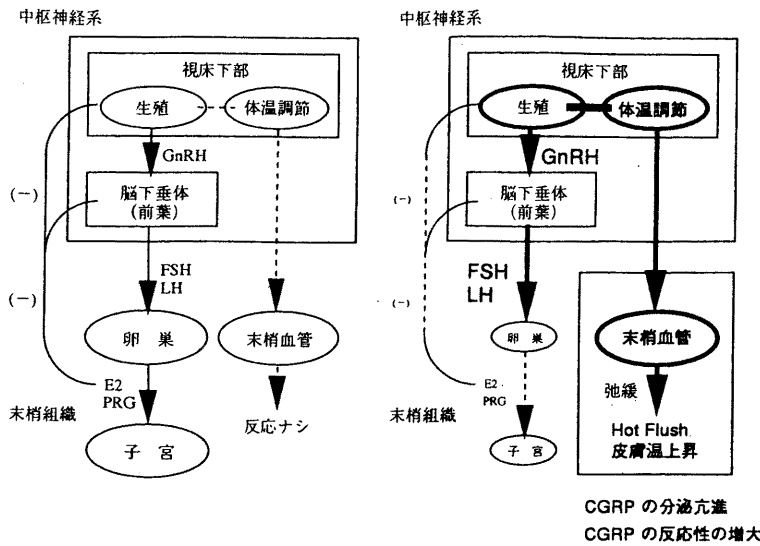 中枢神経系
視床下部
生殖
体温調節
GnRH
(−)
脳下垂体
(前葉)
(−)
FSH
LH
卵 巣
末梢血管
E2
PRG
末梢組織
反応ナシ
子 宮
中枢神経系
視床下部
生殖
体温調節
GnRH
(−)
脳下垂体
(前葉)
(−)
FSH
LH
卵 巣
末梢血管
E2
PRG
弛緩
末梢組織
Hot Flush
皮膚温上昇
子 宮
CGRP の分泌亢進
CGRP の反応性の増大